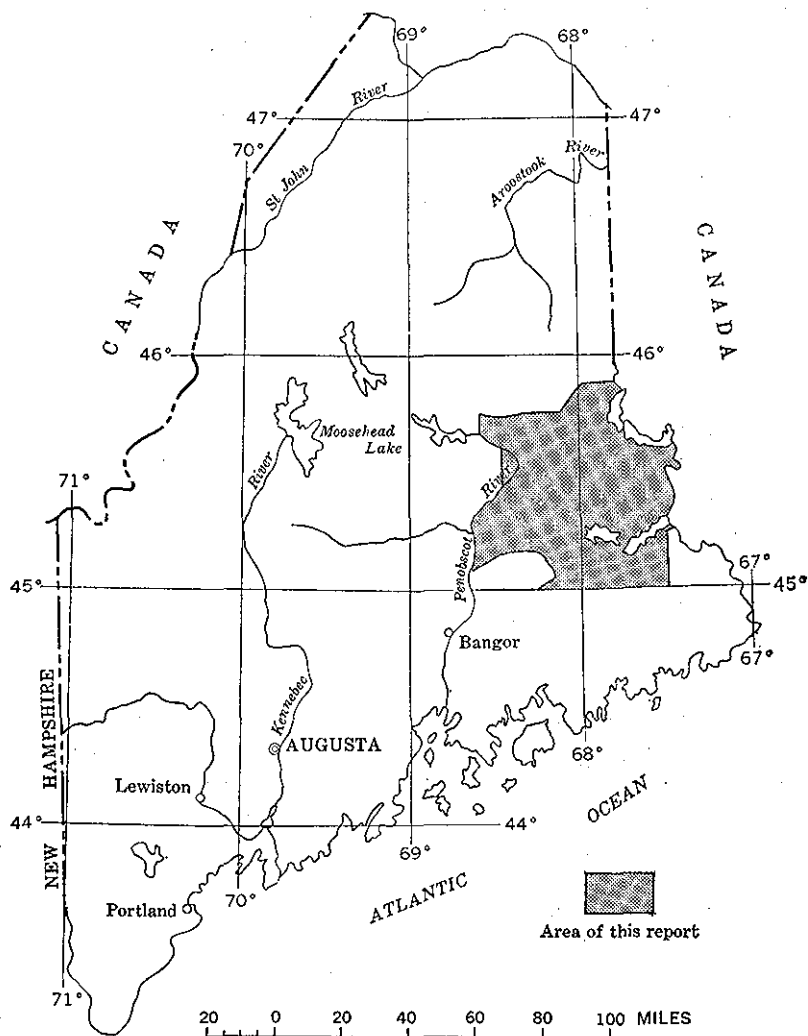 69°
68°
River
47°
47°
70°
St John
Aroostook
River
CANADA
CANADA
46°
46°
Moosehead
Lake
River
River
71°
Penobscot
67°
45°
45°
Bangor
67°
HAMPSHIRE
NEW
Kennebec
AUGUSTA
68°
Lewiston
OCEAN
44°
44°
69°
ATLANTIC
70°
Portland
Area of this report
71°
20 0 20 40 60 80 100 MILES